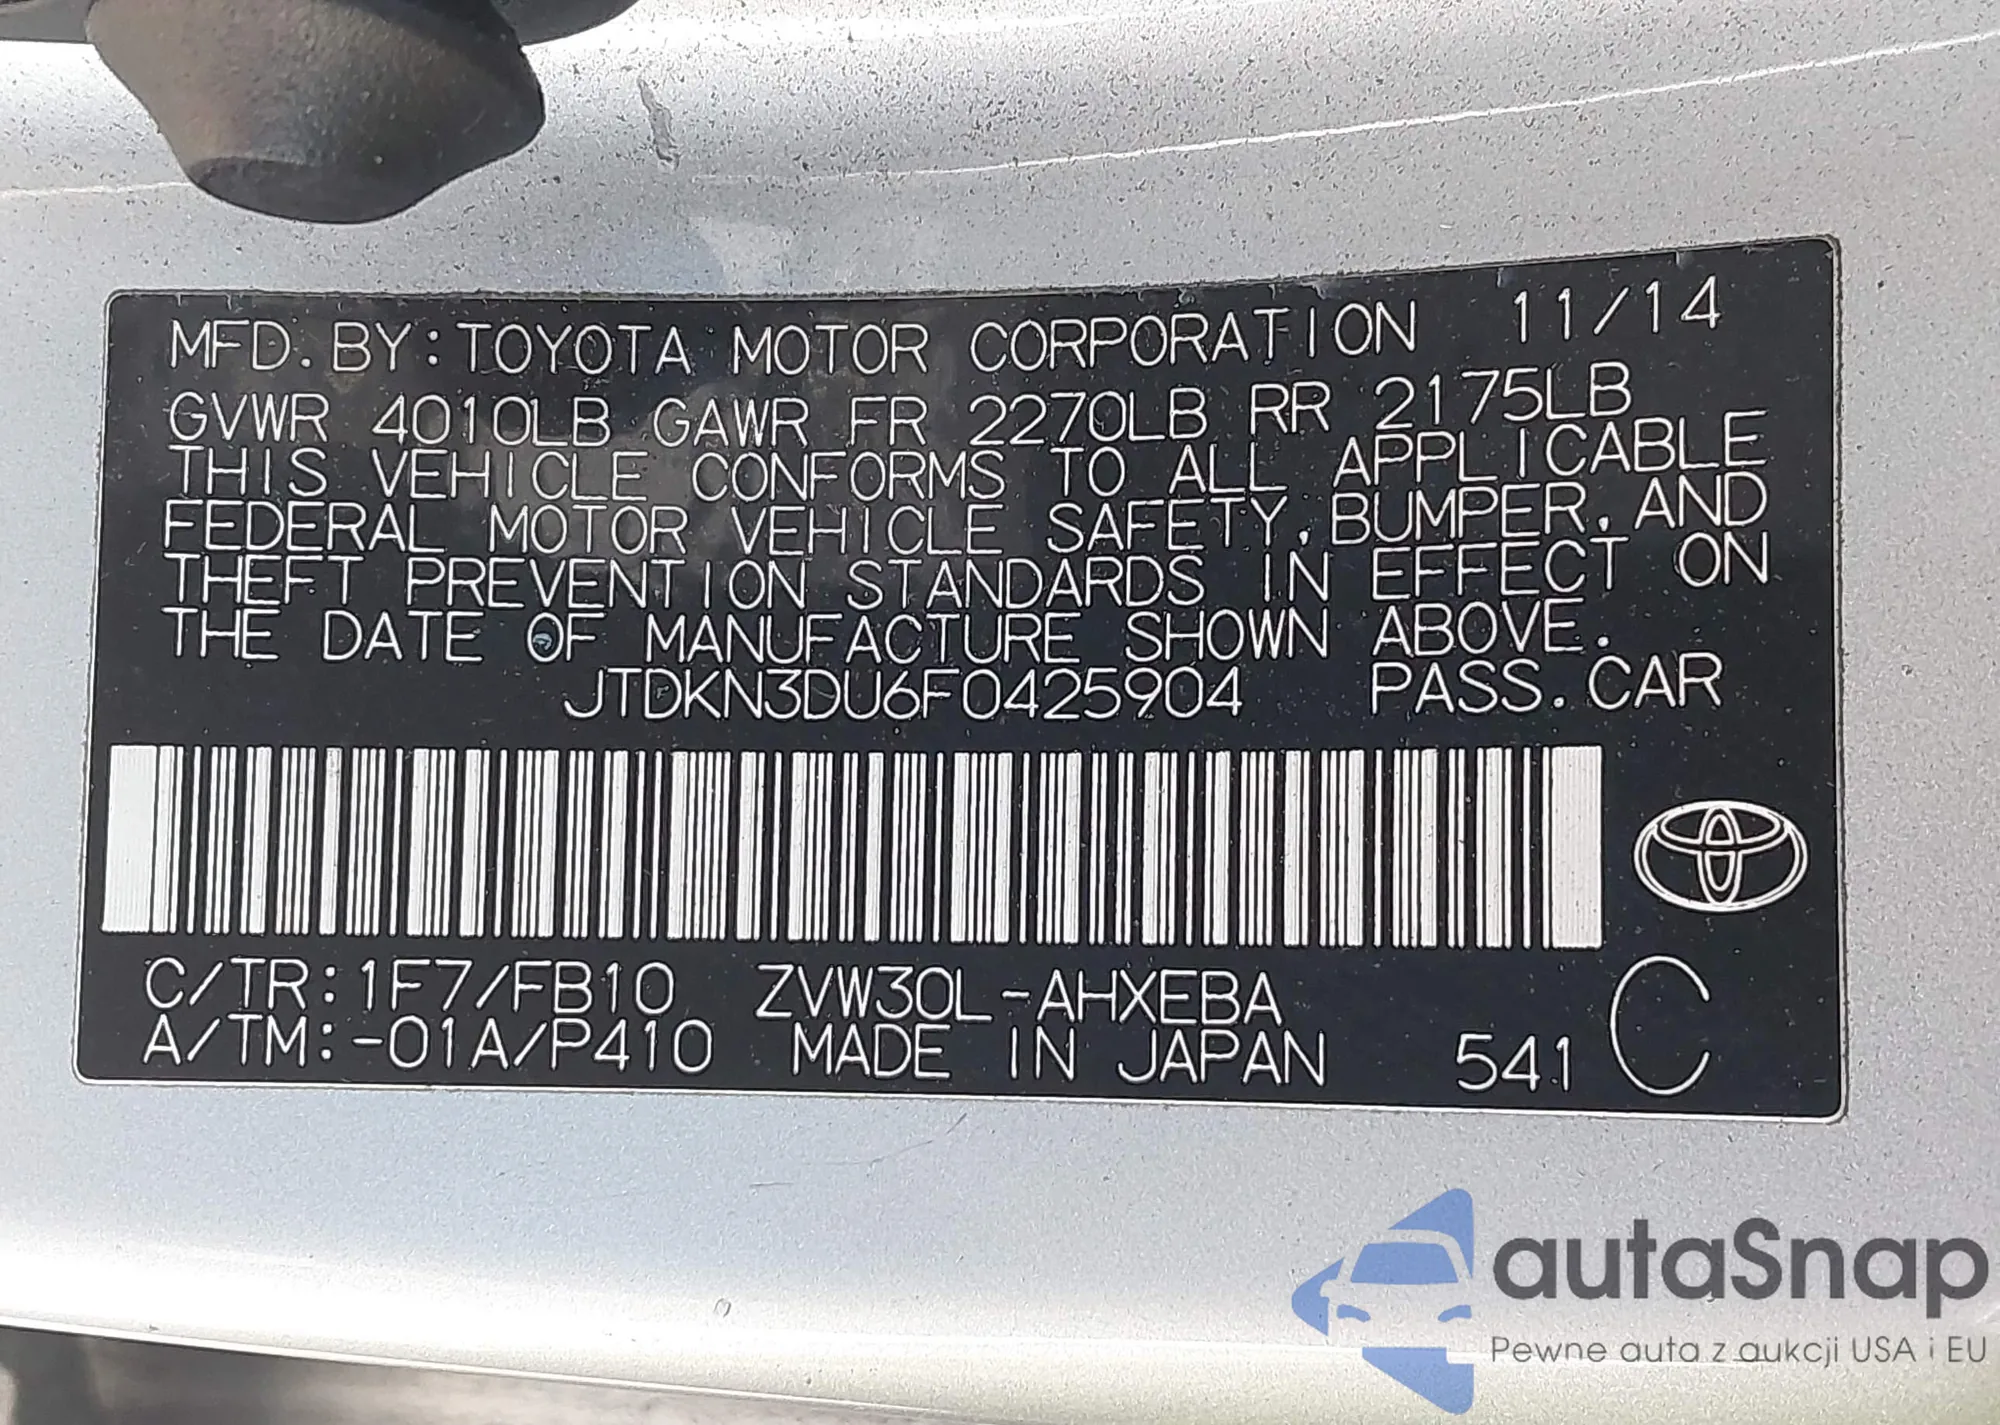 MFD. BY: TOYOTA MOTOR CORPORATION 11/14
GVWR 4010LB GAWR FR 2270LB RR 2175LB
THIS VEHICLE CONFORMS TO ALL APPLICABLE
FEDERAL MOTOR VEHICLE SAFETY, BUMPER, AND
THEFT PREVENTION STANDARDS IN EFFECT ON
THE DATE OF MANUFACTURE SHOWN ABOVE.
JTDKN3DU6F0425904 PASS. CAR
C/TR: 1F7/FB10 ZVW30L-AHXEBA
A/TM: -01A/P410 MADE IN JAPAN 541 C
autaSnap
Pewne auta z aukcji USA i EU